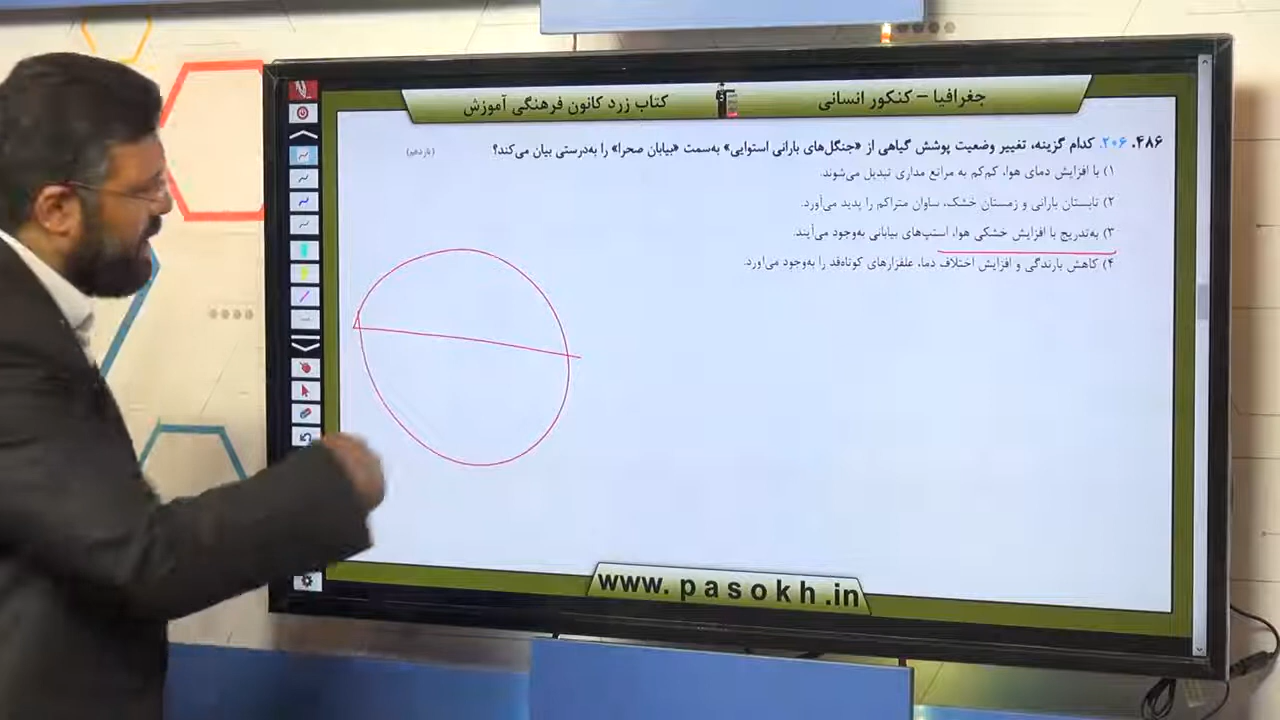 جغرافیا – کنکور انسانی
کتاب زرد کانون فرهنگی آموزش
۴۸۶. ۲۰۶. کدام گزینه، تغییر وضعیت پوشش گیاهی از «جنگل‌های بارانی استوایی» به‌سمت «بیابان صحرا» را به‌درستی بیان می‌کند؟ (یازدهم)
۱) با افزایش دمای هوا، کم‌کم به مراتع مداری تبدیل می‌شوند.
۲) تابستان بارانی و زمستان خشک، ساوان متراکم را پدید می‌آورد.
۳) به‌تدریج با افزایش خشکی هوا، استپ‌های بیابانی به‌وجود می‌آیند.
۴) کاهش بارندگی و افزایش اختلاف دما، علفزارهای کوتاه‌قد را به‌وجود می‌آورد.
www.pasokh.in